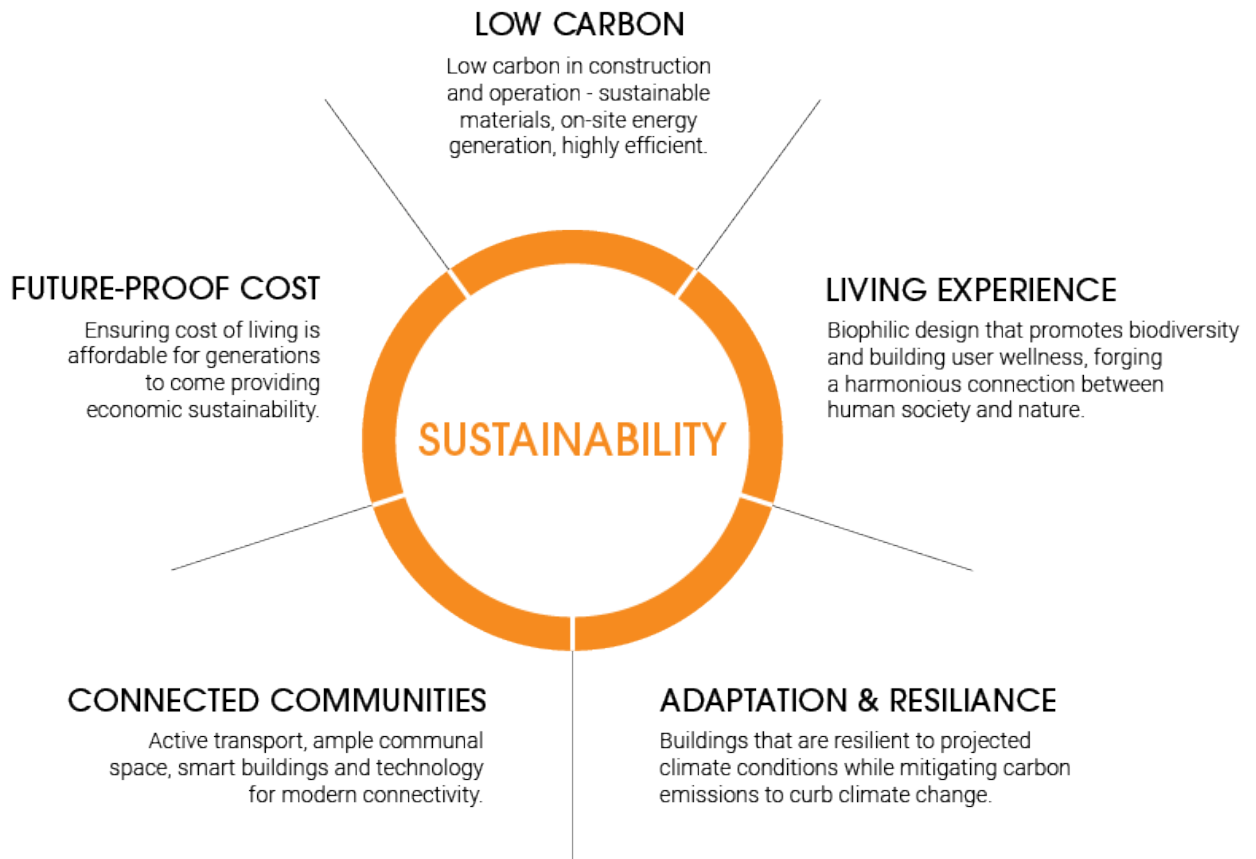 LOW CARBON
Low carbon in construction
and operation - sustainable
materials, on-site energy
generation, highly efficient.
FUTURE-PROOF COST
Ensuring cost of living is
affordable for generations
to come providing
economic sustainability.
LIVING EXPERIENCE
Biophilic design that promotes biodiversity
and building user wellness, forging
a harmonious connection between
human society and nature.
SUSTAINABILITY
CONNECTED COMMUNITIES
Active transport, ample communal
space, smart buildings and technology
for modern connectivity.
ADAPTATION & RESILIANCE
Buildings that are resilient to projected
climate conditions while mitigating carbon
emissions to curb climate change.